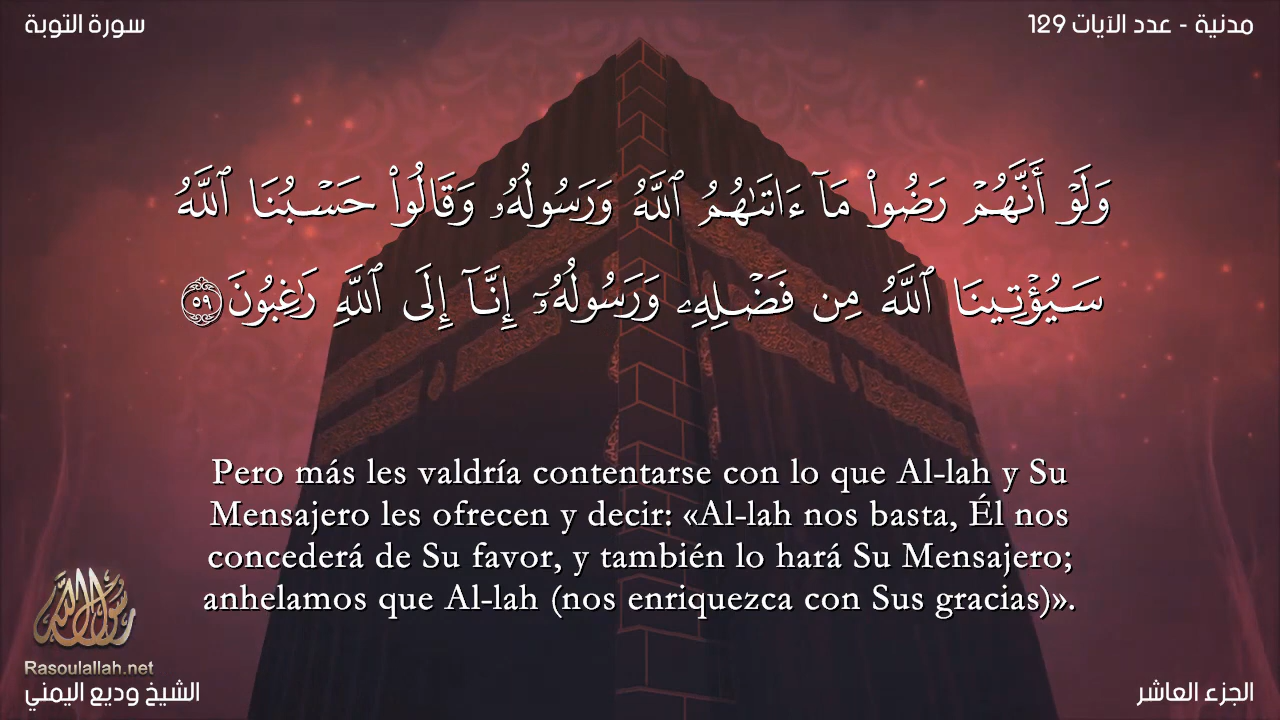 سورة التوبة
مدنية - عدد الآيات 129
وَلَوْ أَنَّهُمْ رَضُوا۟ مَآ ءَاتَىٰهُمُ ٱللَّهُ وَرَسُولُهُۥ وَقَالُوا۟ حَسْبُنَا ٱللَّهُ
سَيُؤْتِينَا ٱللَّهُ مِن فَضْلِهِۦ وَرَسُولُهُۥٓ إِنَّآ إِلَى ٱللَّهِ رَٰغِبُونَ ٥٩
Pero más les valdría contentarse con lo que Al-lah y Su
Mensajero les ofrecen y decir: «Al-lah nos basta, Él nos
concederá de Su favor, y también lo hará Su Mensajero;
anhelamos que Al-lah (nos enriquezca con Sus gracias)».
رسول الله
Rasoulallah.net
الشيخ وديع اليمني
الجزء العاشر